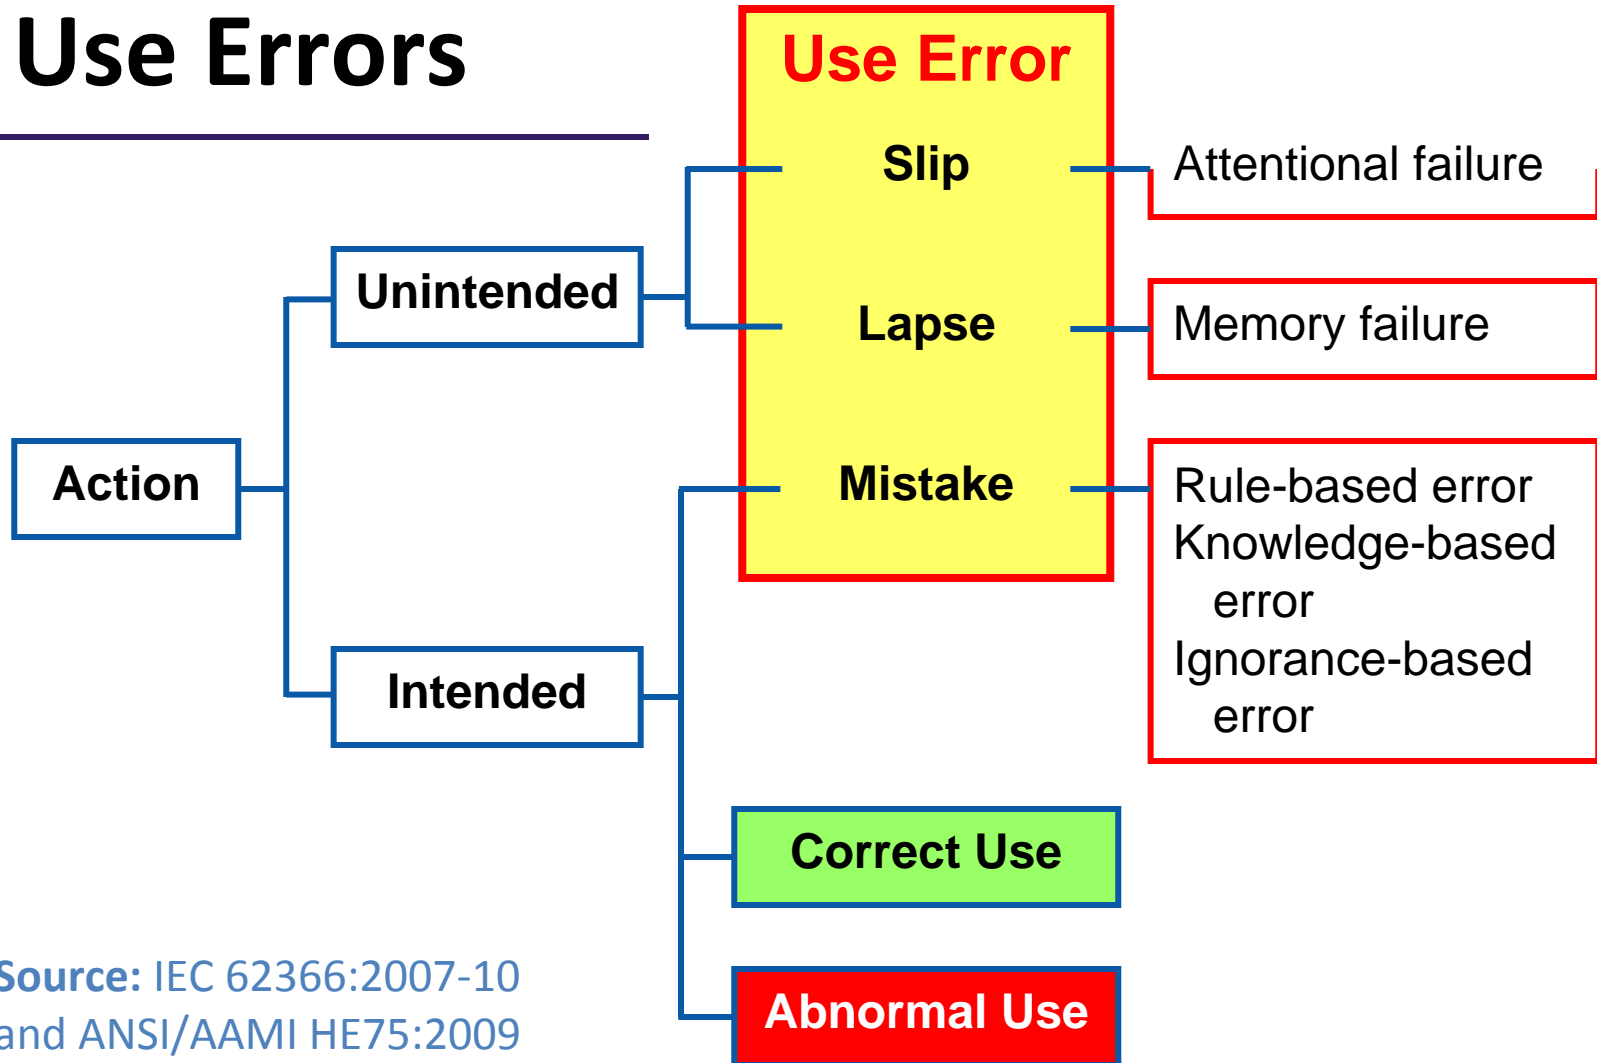 Use Errors
Use Error
Slip
Attentional failure
Unintended
Lapse
Memory failure
Action
Mistake
Rule-based error
Knowledge-based
error
Ignorance-based
error
Intended
Correct Use
Abnormal Use
Source: IEC 62366:2007-10
and ANSI/AAMI HE75:2009